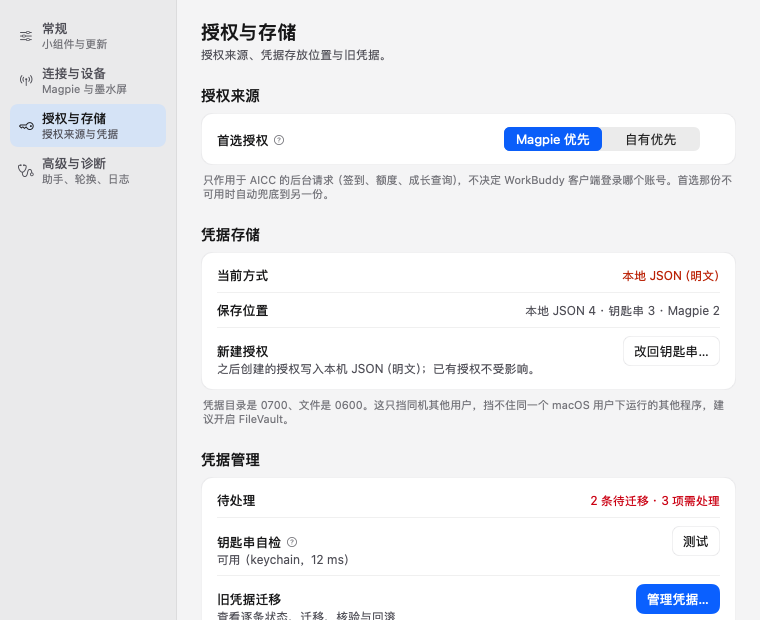 常规
小组件与更新
连接与设备
Magpie 与墨水屏
授权与存储
授权来源与凭据
高级与诊断
助手、轮换、日志
授权与存储
授权来源、凭据存放位置与旧凭据。
授权来源
首选授权
Magpie 优先
自有优先
只作用于 AICC 的后台请求 (签到、额度、成长查询)，不决定 WorkBuddy 客户端登录哪个账号。首选那份不
可用时自动兜底到另一份。
凭据存储
当前方式
本地 JSON (明文)
保存位置
本地 JSON 4 · 钥匙串 3 · Magpie 2
新建授权
之后创建的授权写入本机 JSON (明文)；已有授权不受影响。
改回钥匙串...
凭据目录是 0700、文件是 0600。这只挡同机其他用户，挡不住同一个 macOS 用户下运行的其他程序，建
议开启 FileVault。
凭据管理
待处理
2 条待迁移 · 3 项需处理
钥匙串自检
可用 (keychain，12 ms)
测试
旧凭据迁移
查看逐条状态、迁移、核验与回滚
管理凭据...